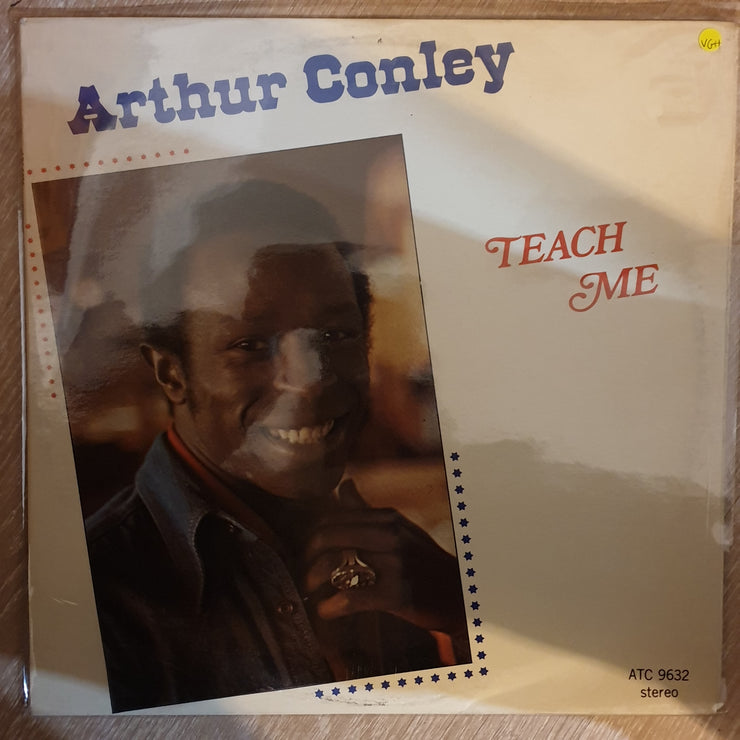 Arthur Conley
VG+
TEACH
ME
ATC 9632
stereo